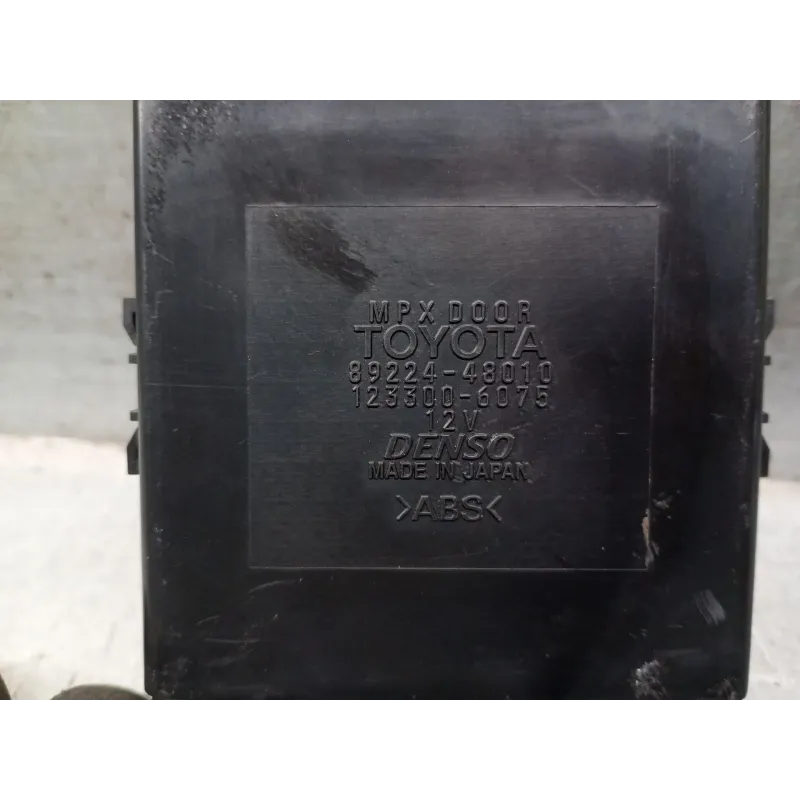 MPX DOOR
TOYOTA
89224-48010
123300-6075
12V
DENSO
MADE IN JAPAN
>ABS<